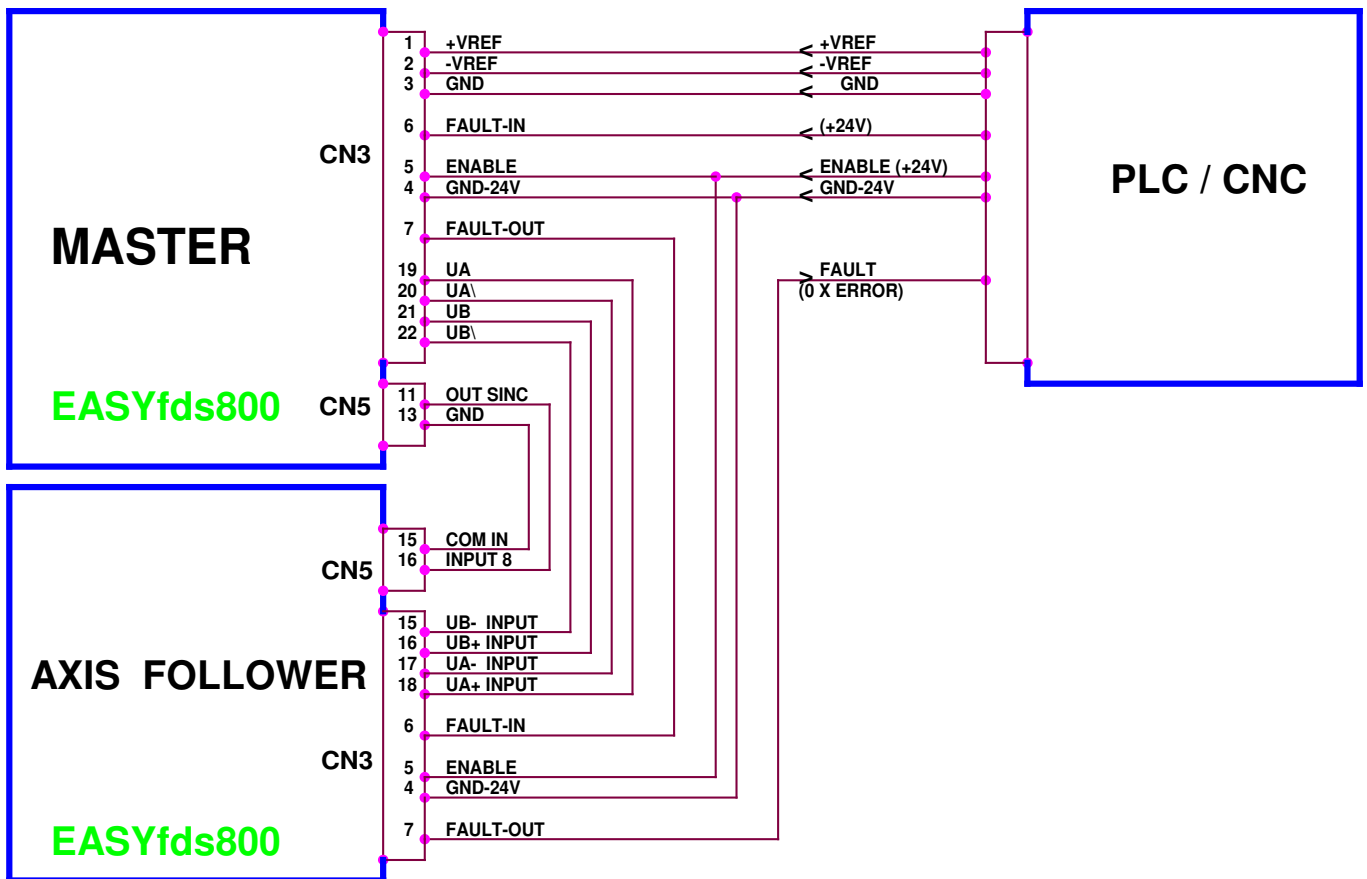 1 +VREF < +VREF
2 -VREF < -VREF
3 GND < GND
6 FAULT-IN < (+24V)
CN3
5 ENABLE < ENABLE (+24V)
4 GND-24V < GND-24V
PLC / CNC
7 FAULT-OUT
MASTER
19 UA > FAULT
20 UA\ (0 X ERROR)
21 UB
22 UB\
EASYfds800
CN5
11 OUT SINC
13 GND
15 COM IN
16 INPUT 8
CN5
15 UB- INPUT
16 UB+ INPUT
17 UA- INPUT
18 UA+ INPUT
AXIS FOLLOWER
6 FAULT-IN
CN3
5 ENABLE
4 GND-24V
7 FAULT-OUT
EASYfds800